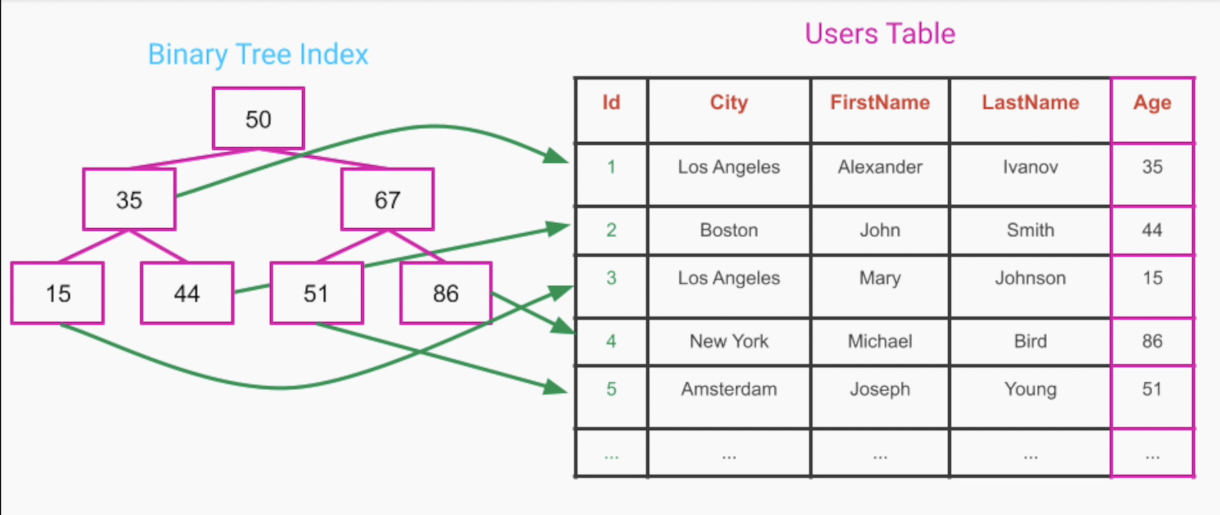 Binary Tree Index
50
35
67
15
44
51
86
Users Table
Id City FirstName LastName Age
1 Los Angeles Alexander Ivanov 35
2 Boston John Smith 44
3 Los Angeles Mary Johnson 15
4 New York Michael Bird 86
5 Amsterdam Joseph Young 51
... ... ... ... ...